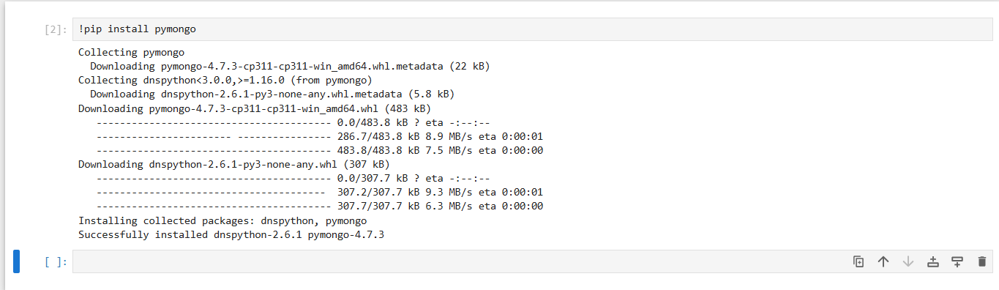 [2]: !pip install pymongo
Collecting pymongo
  Downloading pymongo-4.7.3-cp311-cp311-win_amd64.whl.metadata (22 kB)
Collecting dnspython<3.0.0,>=1.16.0 (from pymongo)
  Downloading dnspython-2.6.1-py3-none-any.whl.metadata (5.8 kB)
Downloading pymongo-4.7.3-cp311-cp311-win_amd64.whl (483 kB)
   ---------------------------------------- 0.0/483.8 kB ? eta -:--:--
   ----------------------- ---------------- 286.7/483.8 kB 8.9 MB/s eta 0:00:01
   ---------------------------------------- 483.8/483.8 kB 7.5 MB/s eta 0:00:00
Downloading dnspython-2.6.1-py3-none-any.whl (307 kB)
   ---------------------------------------- 0.0/307.7 kB ? eta -:--:--
   ---------------------------------------  307.2/307.7 kB 9.3 MB/s eta 0:00:01
   ---------------------------------------- 307.7/307.7 kB 6.3 MB/s eta 0:00:00
Installing collected packages: dnspython, pymongo
Successfully installed dnspython-2.6.1 pymongo-4.7.3
[ ]: